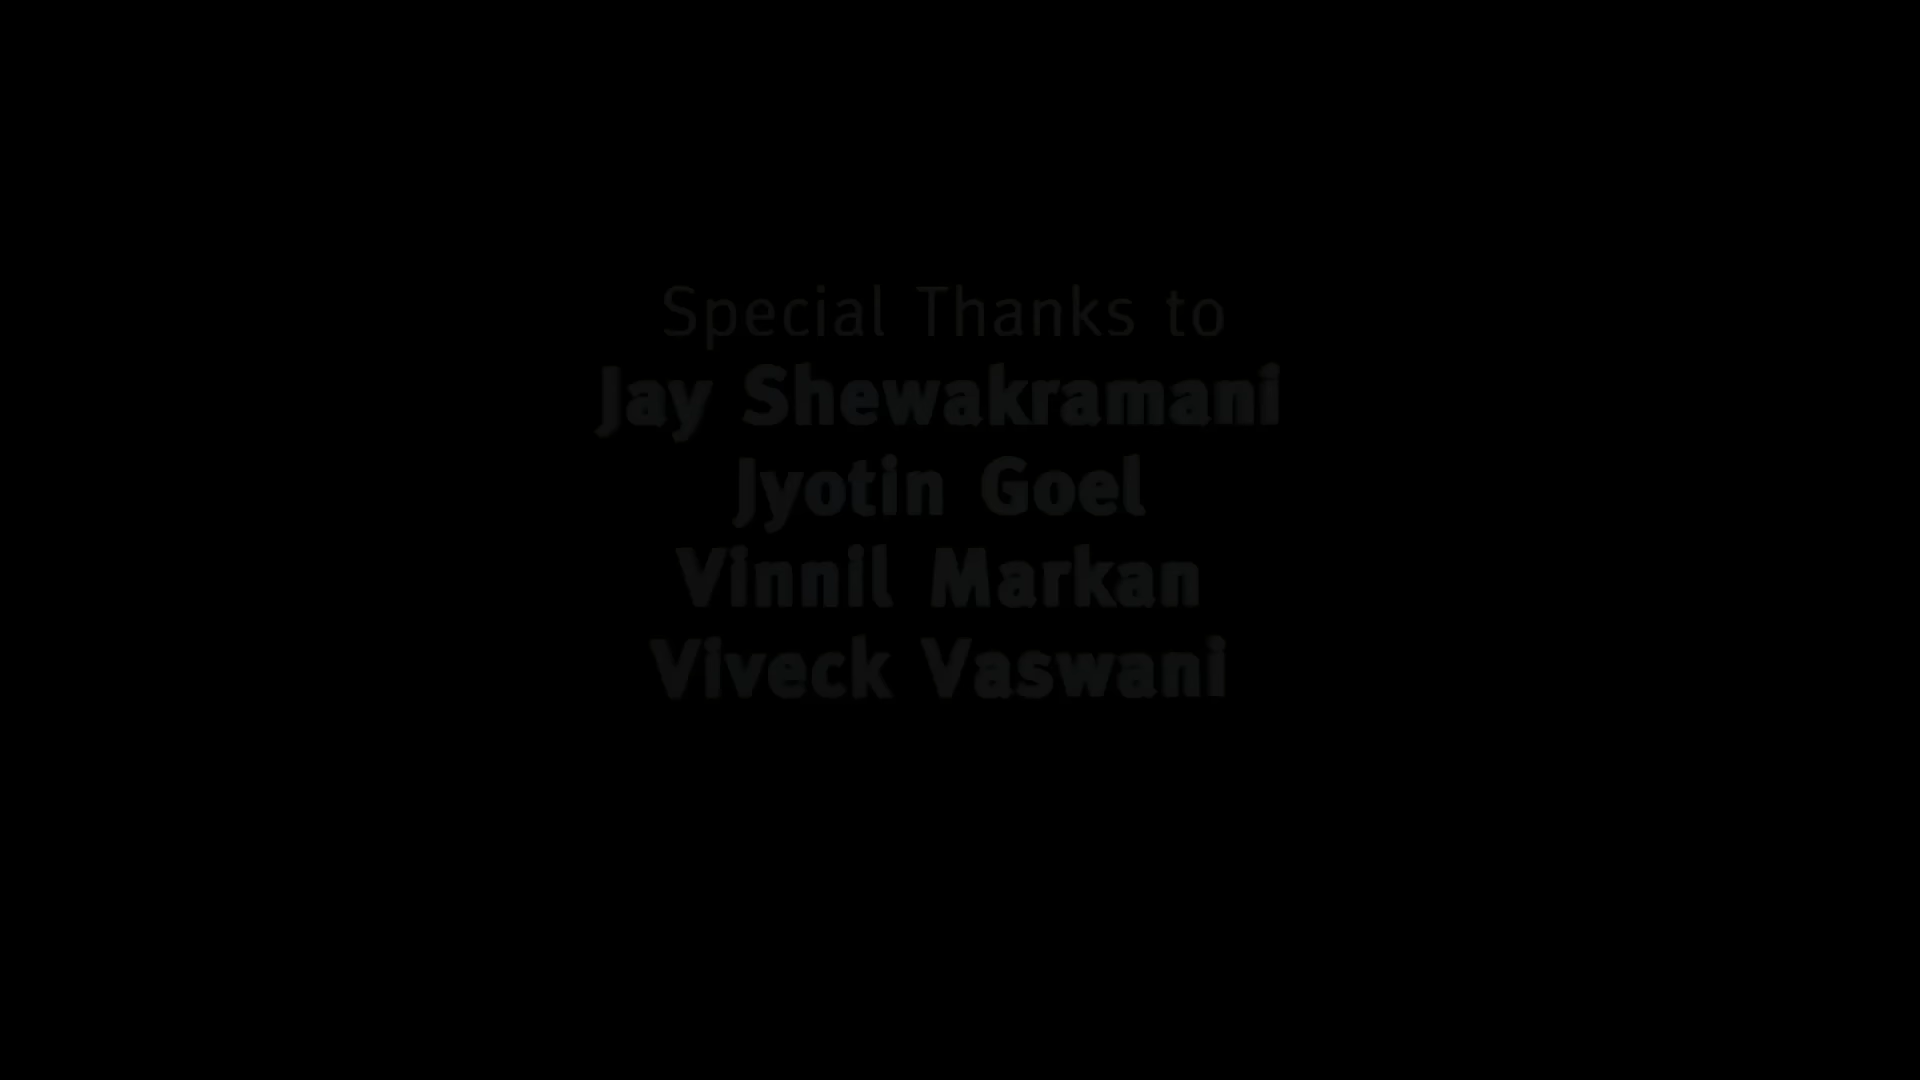 Special Thanks to
Jay Shewakramani
Jyotin Goel
Vinnil Markan
Viveck Vaswani